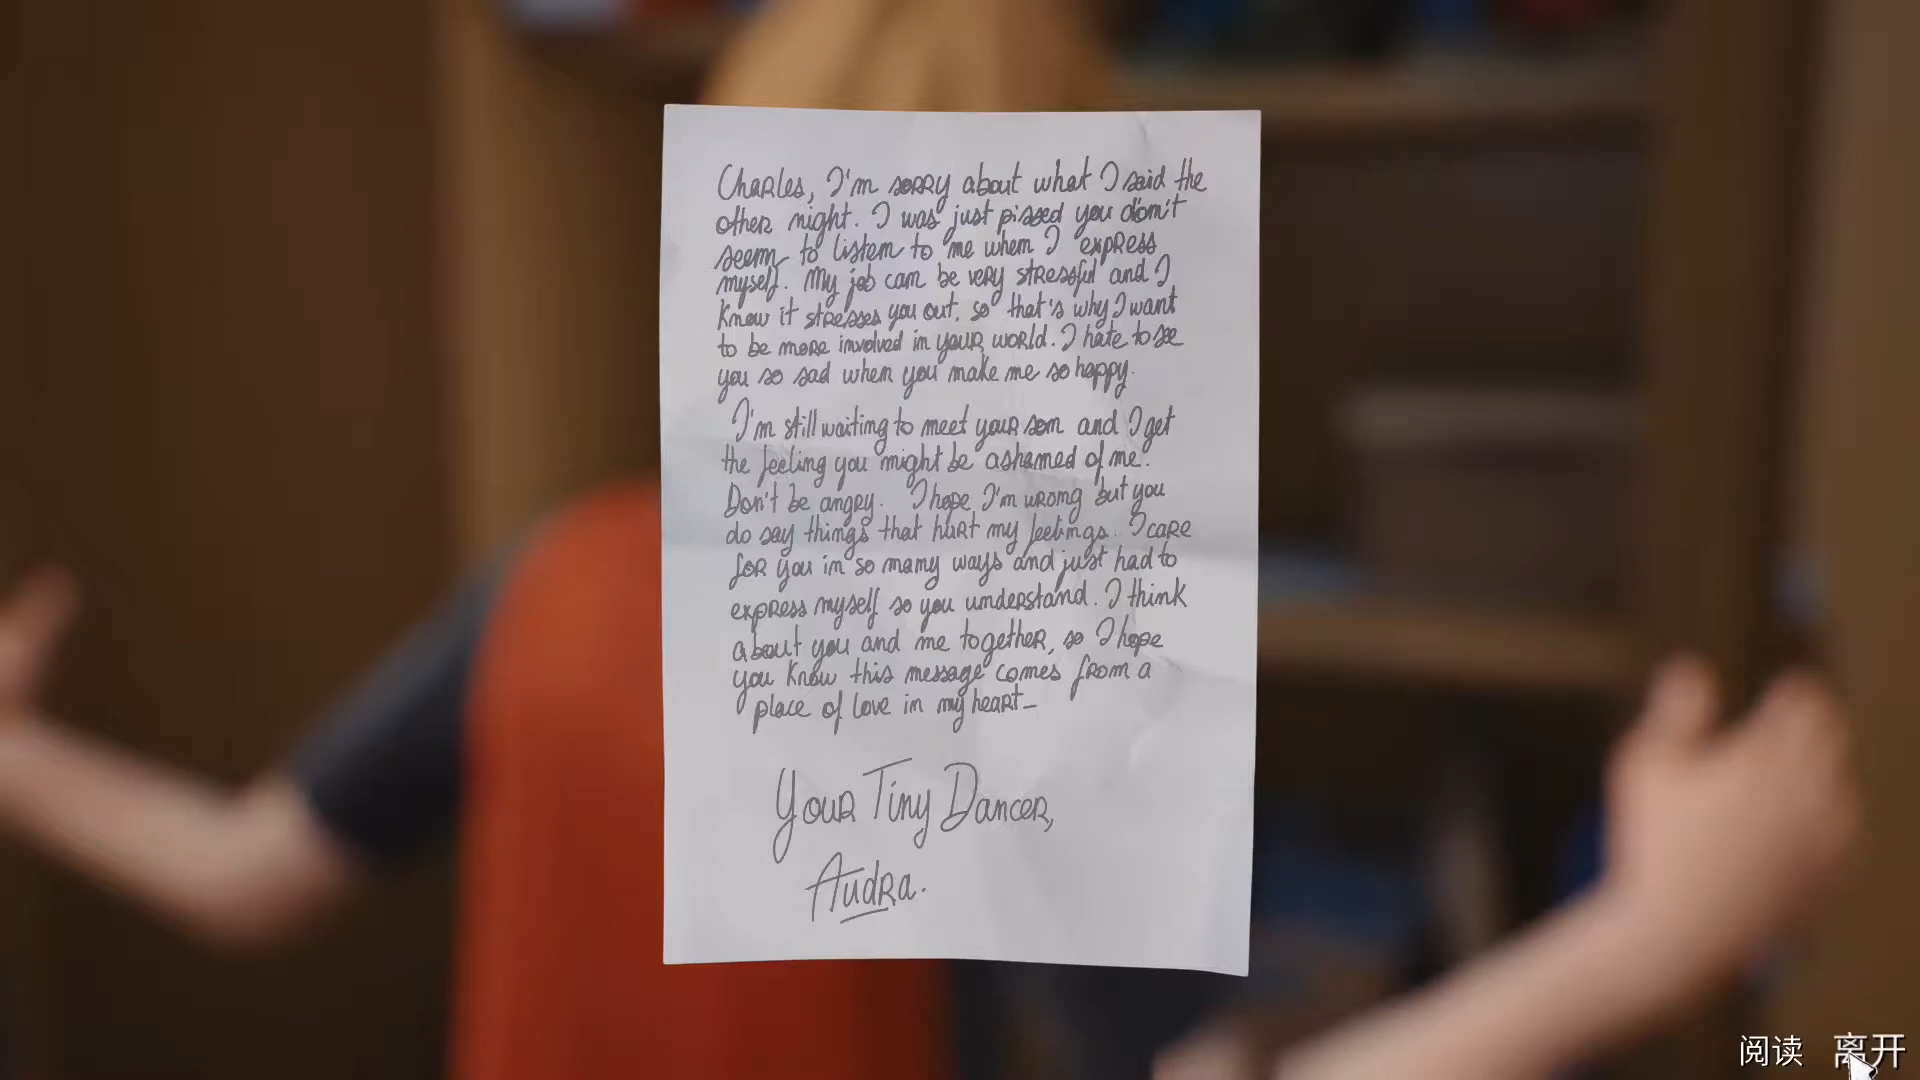 Charles, I'm sorry about what I said the
other night. I was just pissed you don't
seem to listen to me when I express
myself. My job can be very stressful and I
know it stresses you out, so that's why I want
to be more involved in your world. I hate to see
you so sad when you make me so happy.
I'm still waiting to meet your son and I get
the feeling you might be ashamed of me.
Don't be angry. I hope I'm wrong but you
do say things that hurt my feelings. I care
for you in so many ways and just had to
express myself so you understand. I think
about you and me together, so I hope
you know this message comes from a
place of love in my heart—
Your Tiny Dancer,
Audra.
阅读 离开